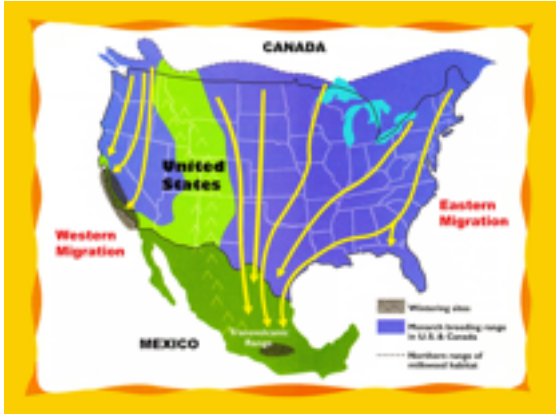 CANADA
United
States
Eastern
Migration
Western
Migration
Wintering sites
Monarch breeding range
in U.S. & Canada
Northern range of
milkweed habitat
Transvolcanic
Range
MEXICO